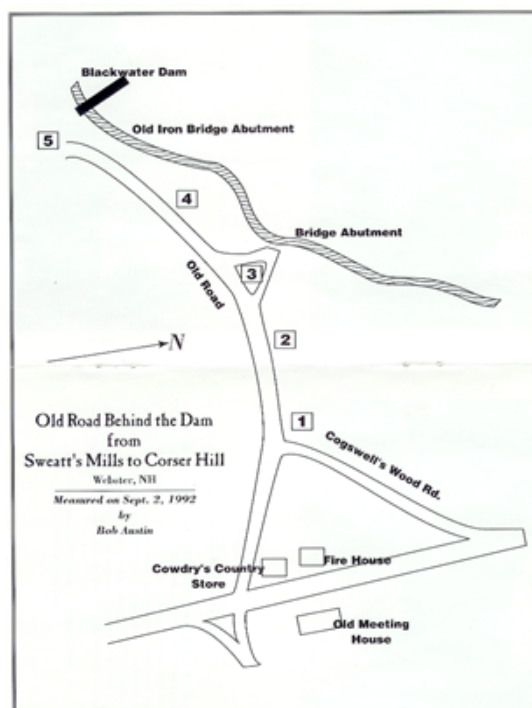 Blackwater Dam
Old Iron Bridge Abutment
5
4
Bridge Abutment
3
Old Road
2
N
1
Old Road Behind the Dam
from
Sweatt's Mills to Corser Hill
Webster, NH
Measured on Sept. 2, 1992
by
Bob Austin
Cogswell's Wood Rd.
Cowdry's Country
Store
Fire House
Old Meeting
House